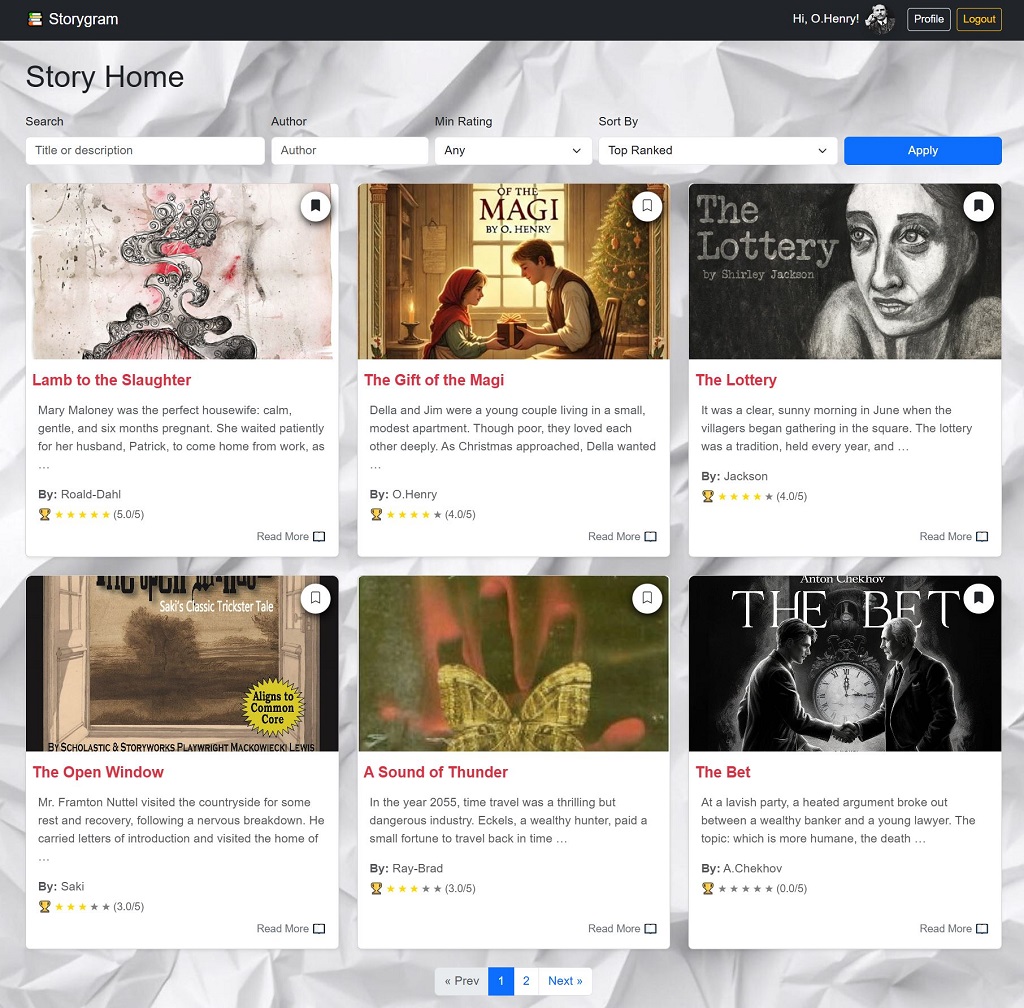 Storygram
Hi, O.Henry!
Profile
Logout
Story Home
Search
Author
Min Rating
Sort By
Title or description
Author
Any
Top Ranked
Apply
Lamb to the Slaughter
Mary Maloney was the perfect housewife: calm,
gentle, and six months pregnant. She waited patiently
for her husband, Patrick, to come home from work, as
…
By: Roald-Dahl
(5.0/5)
Read More
OF THE
MAGI
BY O. HENRY
The Gift of the Magi
Della and Jim were a young couple living in a small,
modest apartment. Though poor, they loved each
other deeply. As Christmas approached, Della wanted
…
By: O.Henry
(4.0/5)
Read More
The
Lottery
by Shirley Jackson
The Lottery
It was a clear, sunny morning in June when the
villagers began gathering in the square. The lottery
was a tradition, held every year, and …
By: Jackson
(4.0/5)
Read More
Saki's Classic Trickster Tale
Aligns to
Common
Core
BY SCHOLASTIC & STORYWORKS PLAYWRIGHT MACKOWIECKI LEWIS
The Open Window
Mr. Framton Nuttel visited the countryside for some
rest and recovery, following a nervous breakdown. He
carried letters of introduction and visited the home of
…
By: Saki
(3.0/5)
Read More
A Sound of Thunder
In the year 2055, time travel was a thrilling but
dangerous industry. Eckels, a wealthy hunter, paid a
small fortune to travel back in time …
By: Ray-Brad
(3.0/5)
Read More
Anton Chekhov
THE BET
The Bet
At a lavish party, a heated argument broke out
between a wealthy banker and a young lawyer. The
topic: which is more humane, the death …
By: A.Chekhov
(0.0/5)
Read More
« Prev
1
2
Next »